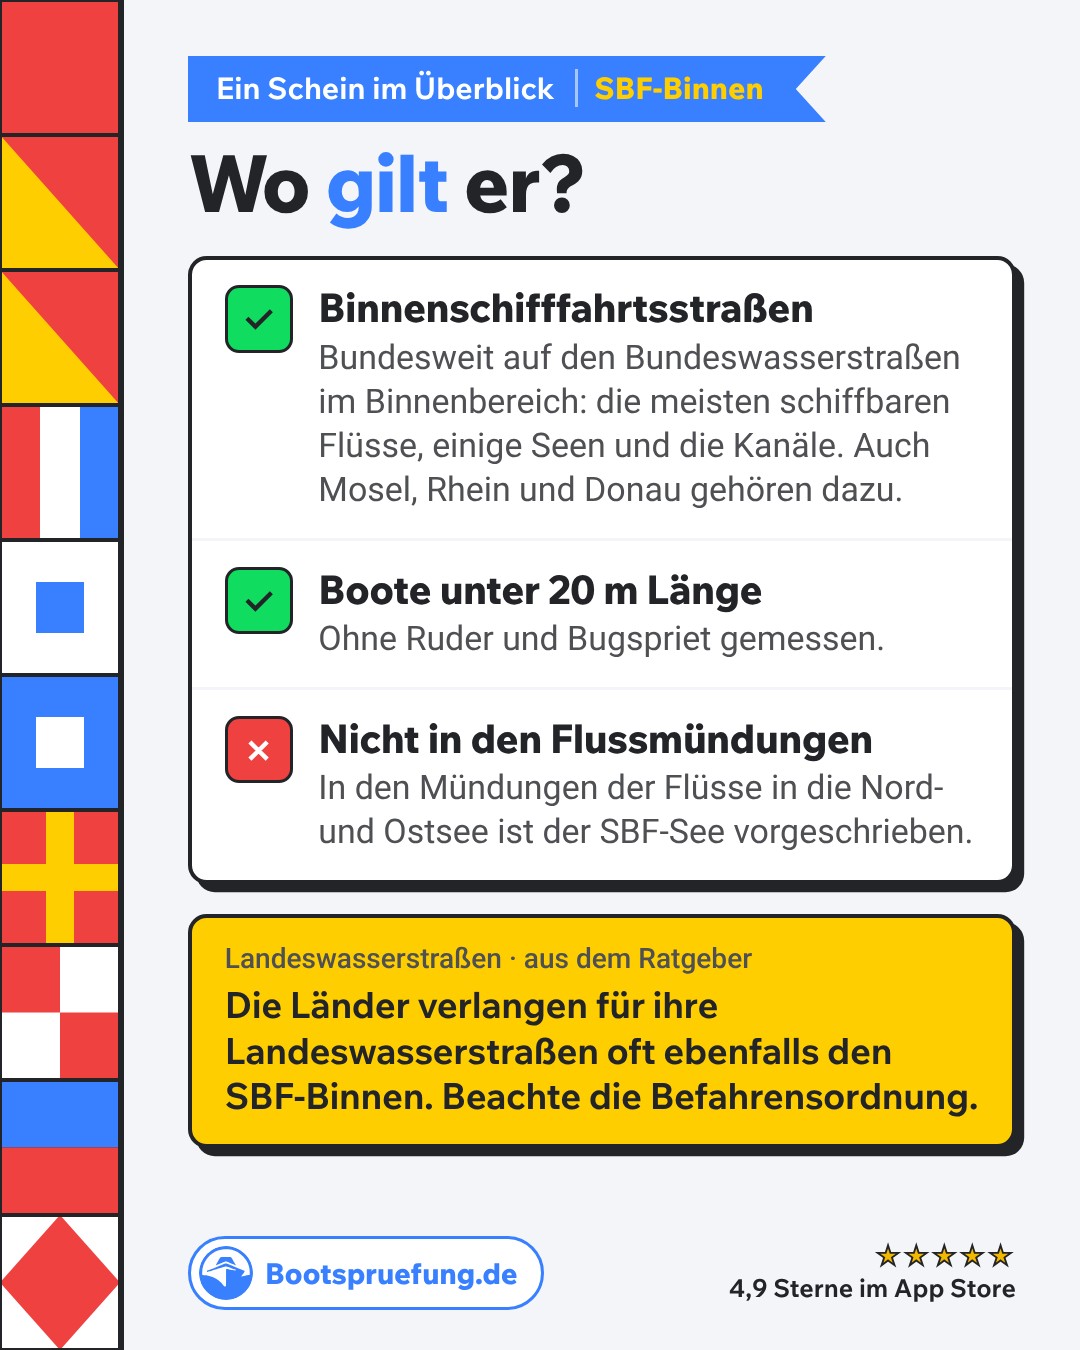 Ein Schein im Überblick | SBF-Binnen
Wo gilt er?
Binnenschifffahrtsstraßen
Bundesweit auf den Bundeswasserstraßen
im Binnenbereich: die meisten schiffbaren
Flüsse, einige Seen und die Kanäle. Auch
Mosel, Rhein und Donau gehören dazu.
Boote unter 20 m Länge
Ohne Ruder und Bugspriet gemessen.
Nicht in den Flussmündungen
In den Mündungen der Flüsse in die Nord-
und Ostsee ist der SBF-See vorgeschrieben.
Landeswasserstraßen · aus dem Ratgeber
Die Länder verlangen für ihre
Landeswasserstraßen oft ebenfalls den
SBF-Binnen. Beachte die Befahrensordnung.
Bootspruefung.de
★★★★★
4,9 Sterne im App Store